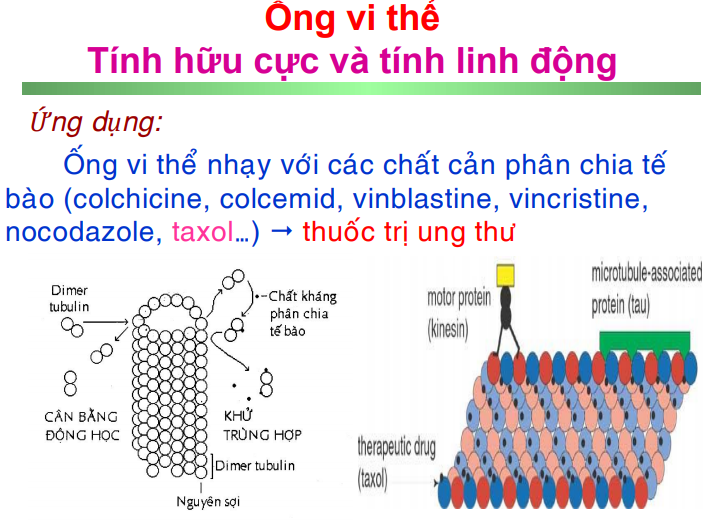 Ống vi thể
Tính hữu cực và tính linh động
Ứng dụng:
Ống vi thể nhạy với các chất cản phân chia tế
bào (colchicine, colcemid, vinblastine, vincristine,
nocodazole, taxol…) → thuốc trị ung thư
Dimer
tubulin
Chất kháng
phân chia
tế bào
CÂN BẰNG
ĐỘNG HỌC
KHỬ
TRÙNG HỢP
Dimer tubulin
Nguyên sợi
motor protein
(kinesin)
microtubule-associated
protein (tau)
therapeutic drug
(taxol)